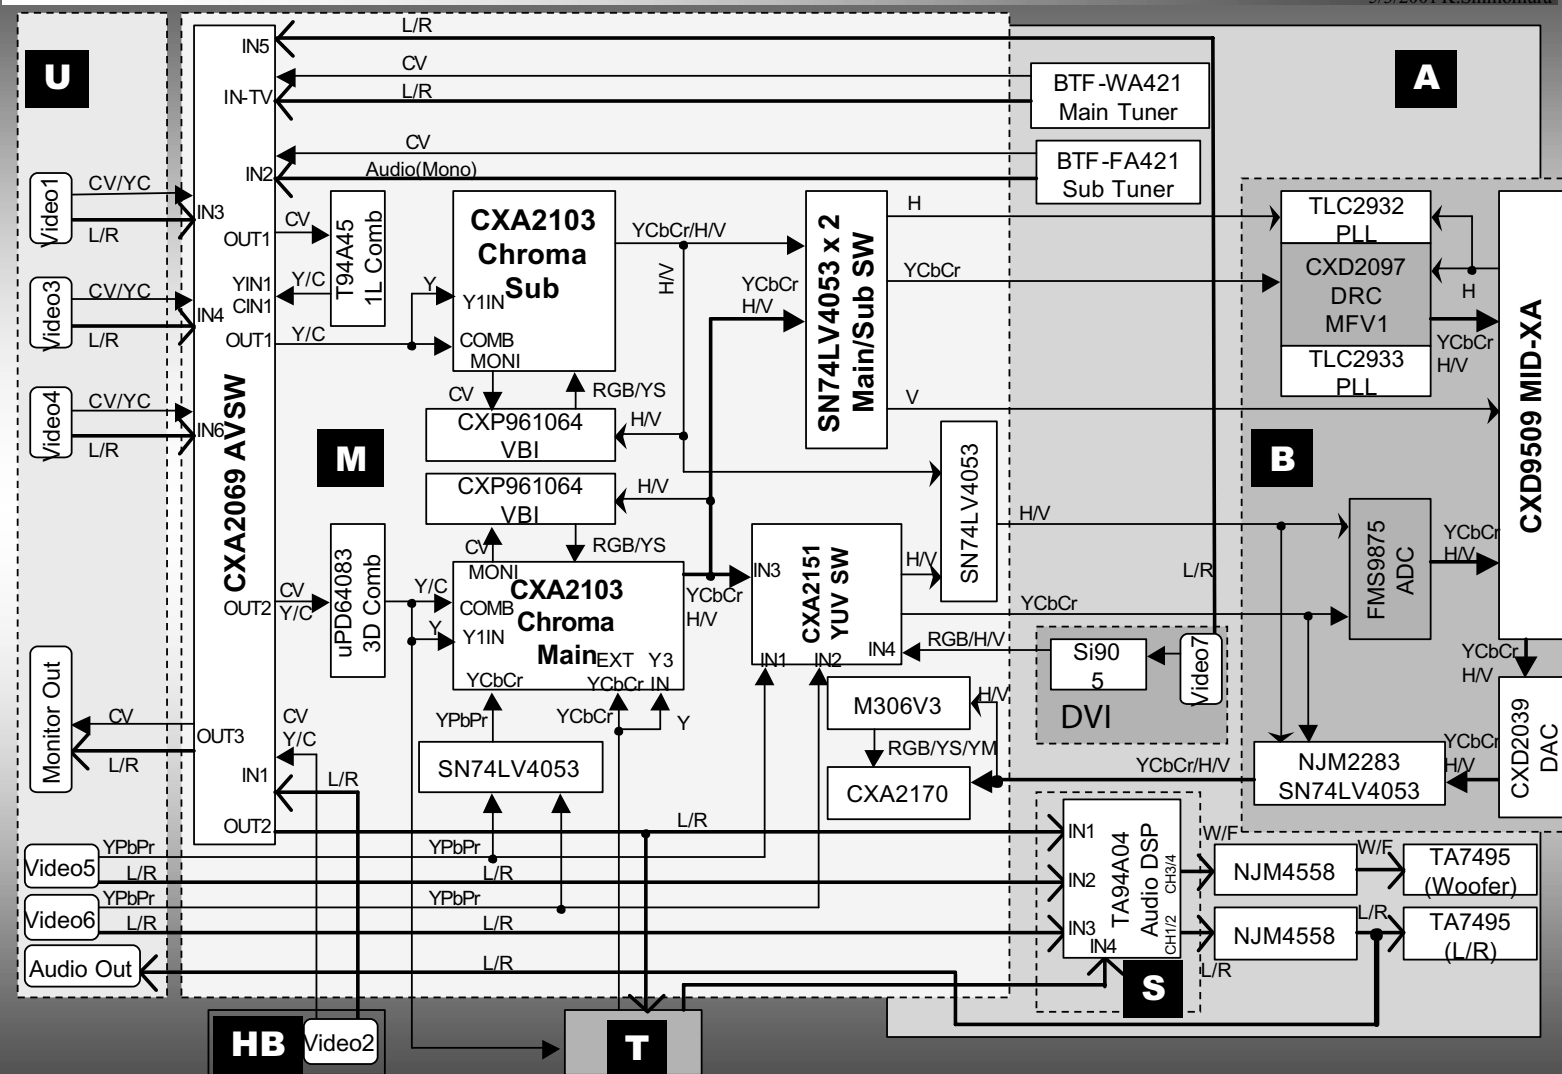 L/R
IN5
U
A
CV
IN-TV
L/R
BTF-WA421
Main Tuner
CV
IN2
Audio(Mono)
BTF-FA421
Sub Tuner
Video1
CV/YC
L/R
IN3
OUT1
CV
T94A45
1L Comb
YIN1
CIN1
Y/C
Y
CXA2103
Chroma
Sub
Y1IN
COMB
MONI
YCbCr/H/V
H/V
YCbCr
H/V
SN74LV4053 x 2
Main/Sub SW
H
YCbCr
V
TLC2932
PLL
CXD2097
DRC
MFV1
TLC2933
PLL
H
YCbCr
H/V
CXD9509 MID-XA
Video3
CV/YC
L/R
IN4
OUT1
Y/C
Video4
CV/YC
L/R
IN6
CXA2069 AVSW
M
B
CV
RGB/YS
CXP961064
VBI
H/V
CXP961064
VBI
H/V
CV
RGB/YS
SN74LV4053
H/V
FMS9875
ADC
YCbCr
H/V
uPD64083
3D Comb
OUT2
CV
Y/C
Y/C
Y
MONI
COMB
Y1IN
CXA2103
Chroma
Main
EXT
YCbCr
Y3
IN
YCbCr
YCbCr
H/V
IN3
CXA2151
YUV SW
IN4
IN1
IN2
H/V
YCbCr
L/R
RGB/H/V
Si90
5
Video7
DVI
YCbCr
H/V
CXD2039
DAC
Monitor Out
CV
L/R
OUT3
CV
Y/C
IN1
L/R
OUT2
YPbPr
YCbCr
Y
SN74LV4053
M306V3
H/V
RGB/YS/YM
CXA2170
YCbCr/H/V
NJM2283
SN74LV4053
YCbCr
H/V
L/R
Video5
YPbPr
YPbPr
L/R
L/R
Video6
YPbPr
YPbPr
L/R
L/R
Audio Out
L/R
IN1
IN2
IN3
IN4
TA94A04
Audio DSP
CH3/4
CH1/2
W/F
NJM4558
W/F
TA7495
(Woofer)
L/R
NJM4558
L/R
TA7495
(L/R)
S
HB
Video2
T